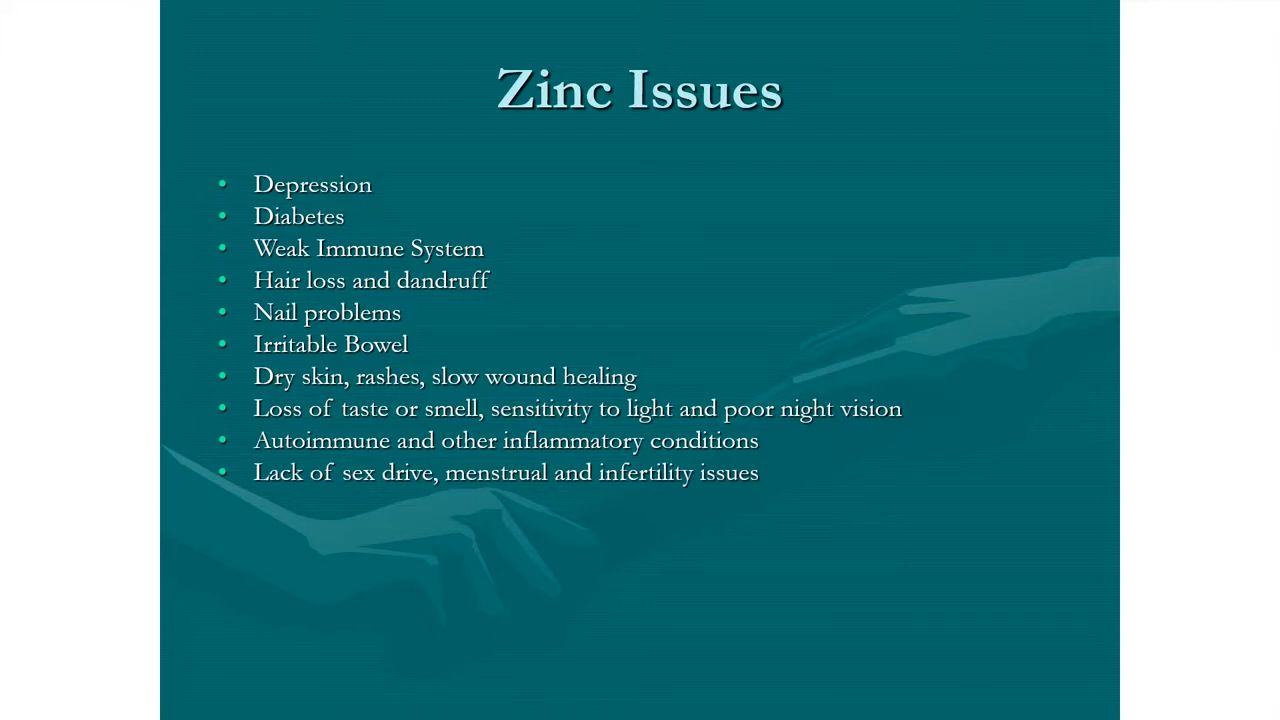 Zinc Issues
• Depression
• Diabetes
• Weak Immune System
• Hair loss and dandruff
• Nail problems
• Irritable Bowel
• Dry skin, rashes, slow wound healing
• Loss of taste or smell, sensitivity to light and poor night vision
• Autoimmune and other inflammatory conditions
• Lack of sex drive, menstrual and infertility issues